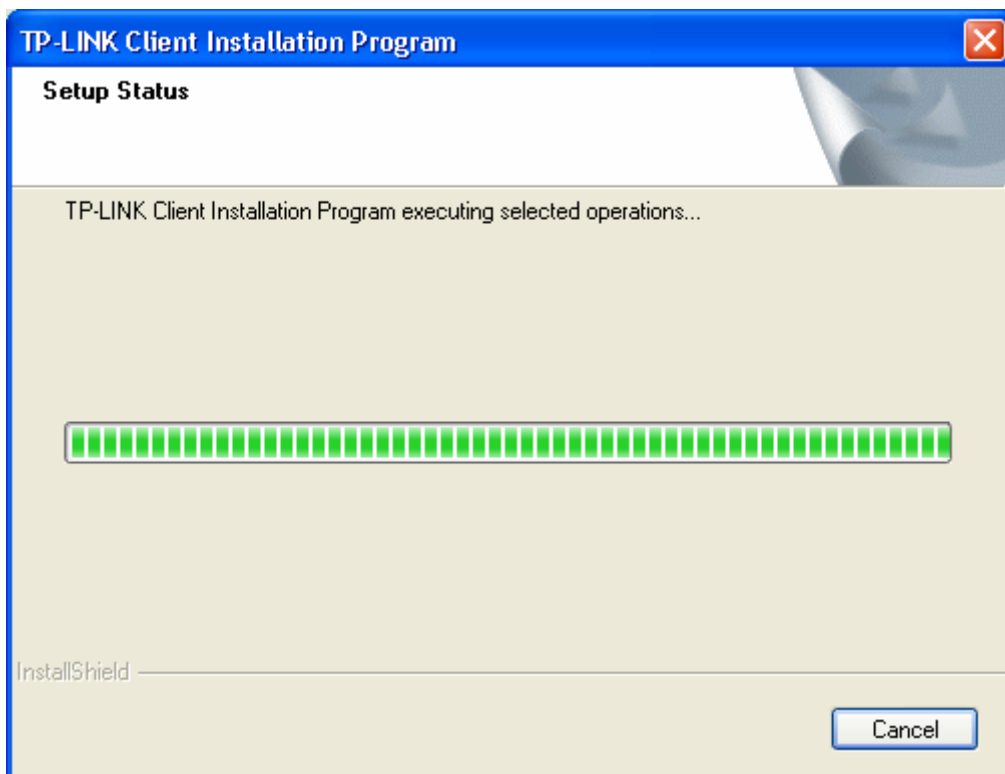 TP-LINK Client Installation Program
Setup Status
TP-LINK Client Installation Program executing selected operations...
InstallShield
Cancel